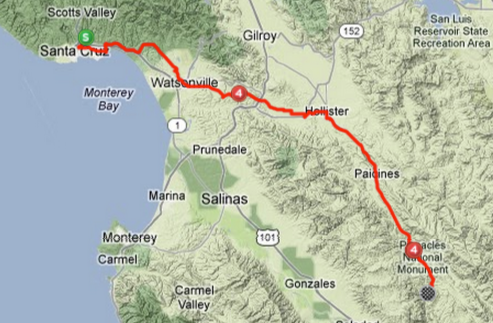 Scotts Valley
San Luis
Reservoir State
Recreation Area
152
Gilroy
S
Santa Cruz
Watsonville
4
Monterey
Bay
Hollister
1
Prunedale
Paicines
Marina
Salinas
Monterey
101
4
Pinnacles
National
Monument
Carmel
Gonzales
Carmel
Valley